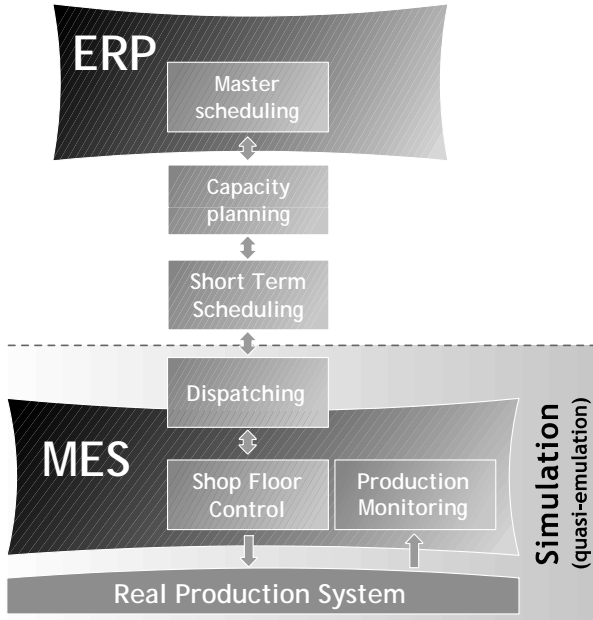 ERP
Master
scheduling
Capacity
planning
Short Term
Scheduling
Dispatching
MES
Shop Floor
Control
Production
Monitoring
Real Production System
Simulation
(quasi-emulation)